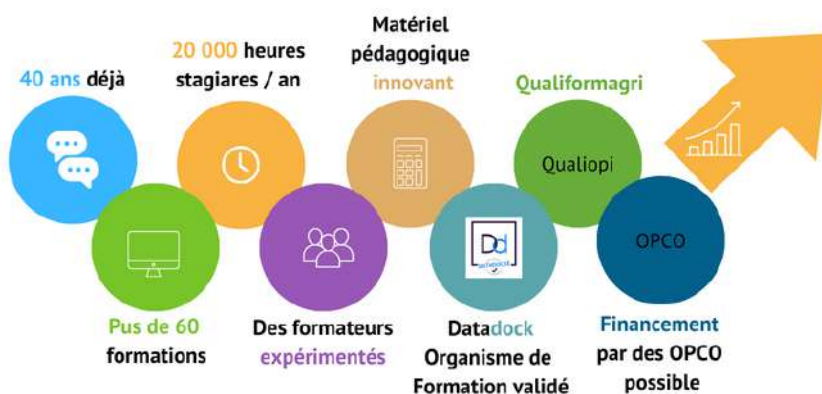 40 ans déjà
20 000 heures
stagiares / an
Matériel
pédagogique
innovant
Qualiformagri
Qualiopi
OPCO
Dd
Pus de 60
formations
Des formateurs
expérimentés
Datadock
Organisme de
Formation validé
Financement
par des OPCO
possible